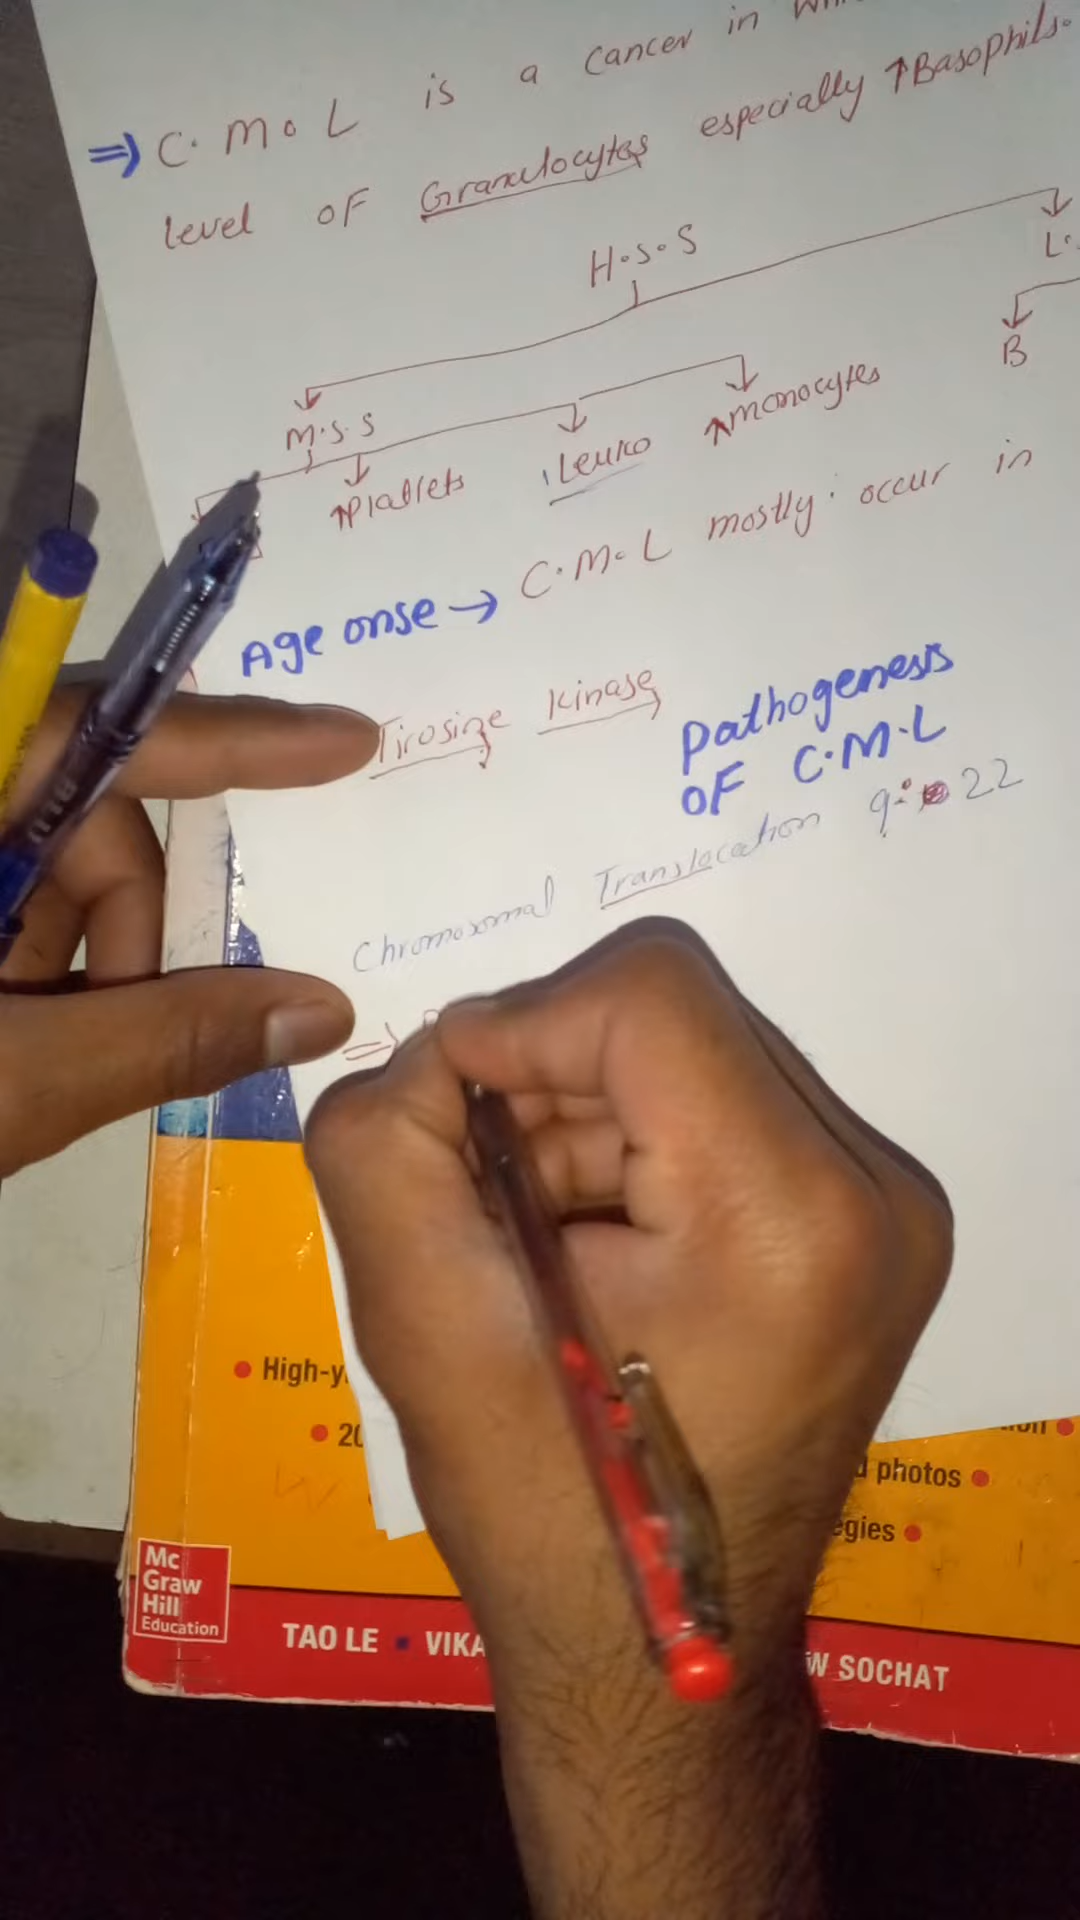 ⇒ C.M.L is a cancer in
level of Granulocytes especially ↑Basophils.
H.S.S
M.S.S
L.
B
↑Platlets
Leuko
↑Monocytes
Age onse → C.M.L mostly occur in
Tirosine kinase
Pathogenesis
OF C.M.L
Chromosomal Translocation 9: 22
⇒
High-y
20
photos
egies
Mc
Graw
Hill
Education
TAO LE VIKA W SOCHAT